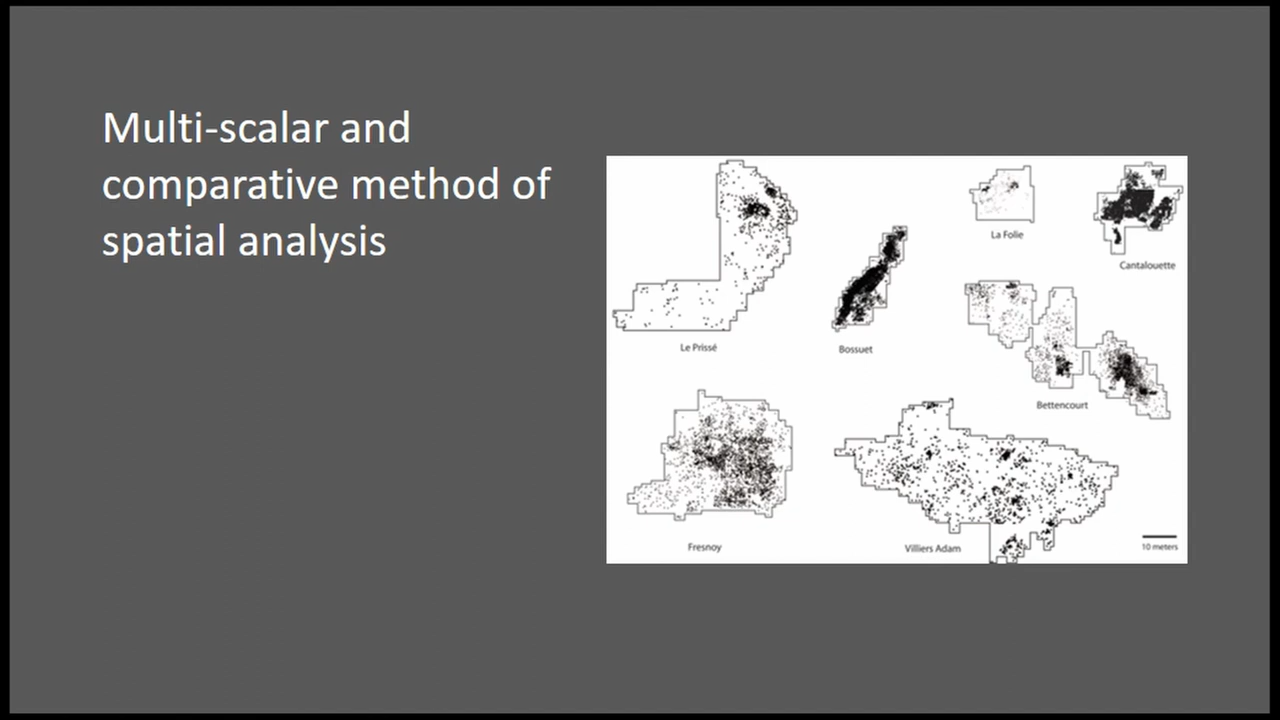 Multi-scalar and
comparative method of
spatial analysis
La Folie
Cantalouette
Le Prissé
Bossuet
Bettencourt
Fresnoy
Villiers Adam
10 meters